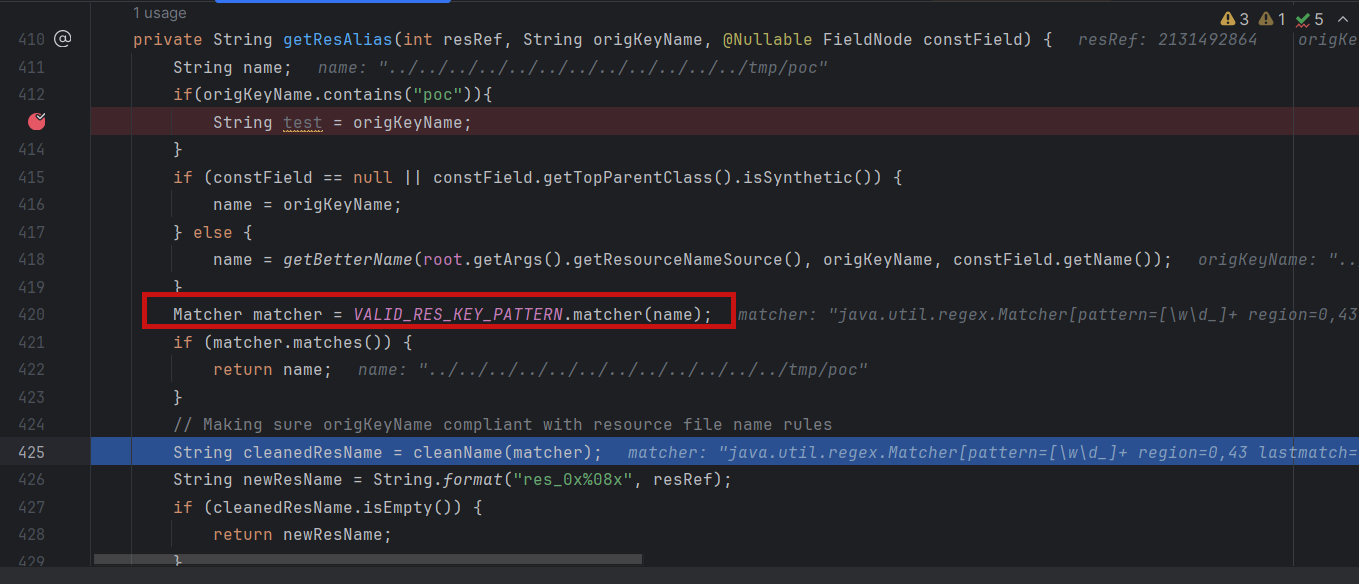 1 usage
3 1 5
410 @ private String getResAlias(int resRef, String origKeyName, @Nullable FieldNode constField) { resRef: 2131492864 origKe
411 String name; name: "../../../../../../../../../../../../tmp/poc"
412 if(origKeyName.contains("poc")){
String test = origKeyName;
414 }
415 if (constField == null || constField.getTopParentClass().isSynthetic()) {
416 name = origKeyName;
417 } else {
418 name = getBetterName(root.getArgs().getResourceNameSource(), origKeyName, constField.getName()); origKeyName: "..
419 }
420 Matcher matcher = VALID_RES_KEY_PATTERN.matcher(name); matcher: "java.util.regex.Matcher[pattern=[\w\d_]+ region=0,43
421 if (matcher.matches()) {
422 return name; name: "../../../../../../../../../../../../tmp/poc"
423 }
424 // Making sure origKeyName compliant with resource file name rules
425 String cleanedResName = cleanName(matcher); matcher: "java.util.regex.Matcher[pattern=[\w\d_]+ region=0,43 lastmatch=
426 String newResName = String.format("res_0x%08x", resRef);
427 if (cleanedResName.isEmpty()) {
428 return newResName;
429 }